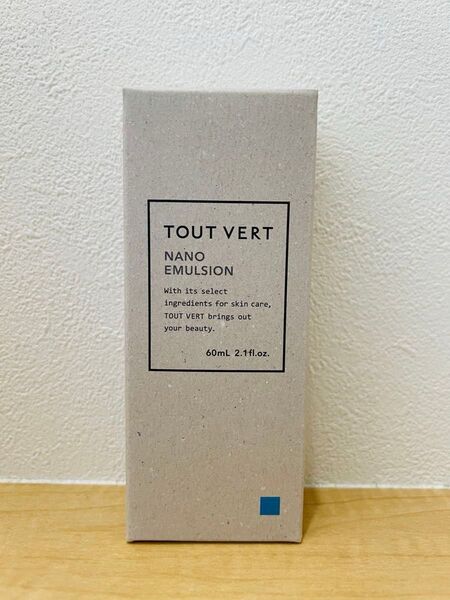 TOUT VERT
NANO
EMULSION
With its select
ingredients for skin care,
TOUT VERT brings out
your beauty.
60mL 2.1fl.oz.